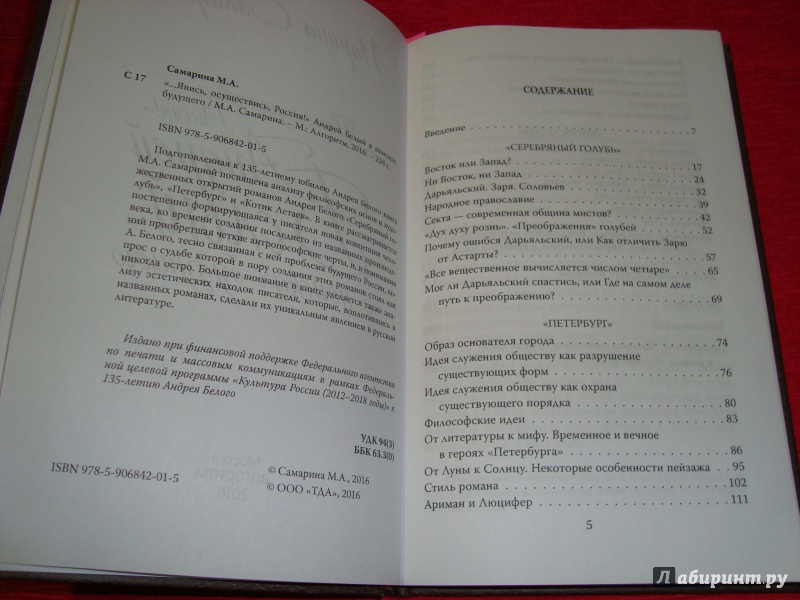 Самарина М.А.
С 17
«...Явись, осуществись, Россия!» Андрей Белый в поисках
будущего / М.А. Самарина. – М.: Алгоритм, 2016. – 224 с.
ISBN 978-5-906842-01-5
Подготовленная к 135-летнему юбилею Андрея Белого книга
М.А. Самариной посвящена анализу философских основ и худо-
жественных открытий романов Андрея Белого «Серебряный го-
лубь», «Петербург» и «Котик Летаев». В книге рассматривается
постепенно формирующаяся у писателя новая концепция чело-
века, ко времени создания последнего из названных произведений
приобретшая четкие антропософские черты, и, в понимании
А. Белого, тесно связанная с ней проблема будущего России, во-
прос о судьбе которой в пору создания этих романов стоял как
никогда остро. Большое внимание в книге уделяется также ана-
лизу эстетических находок писателя, которые, воплотившись в
названных романах, сделали их уникальным явлением в русской
литературе.
Издано при финансовой поддержке Федерального агентства
по печати и массовым коммуникациям в рамках Федераль-
ной целевой программы «Культура России (2012–2018 годы)» к
135-летию Андрея Белого
УДК 94(3)
ББК 63.3(0)
ISBN 978-5-906842-01-5
© Самарина М.А., 2016
© ООО «ТДА», 2016
СОДЕРЖАНИЕ
Введение . . . . . . . . . . . . . . . . 7
«СЕРЕБРЯНЫЙ ГОЛУБЬ»
Восток или Запад? . . . . . . . . . . . . . 17
Ни Восток, ни Запад . . . . . . . . . . . . 24
Дарьяльский. Заря. Соловьев . . . . . . . . 32
Народное православие . . . . . . . . . . . 39
Секта — современная община мистов? . . . . 42
«Дух духу рознь». «Преображения» голубей . . 52
Почему ошибся Дарьяльский, или Как отличить Зарю
от Астарты? . . . . . . . . . . . . . 57
«Все вещественное вычисляется числом четыре» . . 65
Мог ли Дарьяльский спастись, или Где на самом деле
путь к преображению? . . . . . . . . . . 69
«ПЕТЕРБУРГ»
Образ основателя города . . . . . . . . . . 74
Идея служения обществу как разрушение
существующих форм . . . . . . . . . . . 76
Идея служения обществу как охрана
существующего порядка . . . . . . . . . . 80
Философские идеи . . . . . . . . . . . . . 83
От литературы к мифу. Временное и вечное
в героях «Петербурга» . . . . . . . . . . 86
От Луны к Солнцу. Некоторые особенности пейзажа . . 95
Стиль романа . . . . . . . . . . . . . . 102
Ариман и Люцифер . . . . . . . . . . . . 111
5
Лабиринт.ру